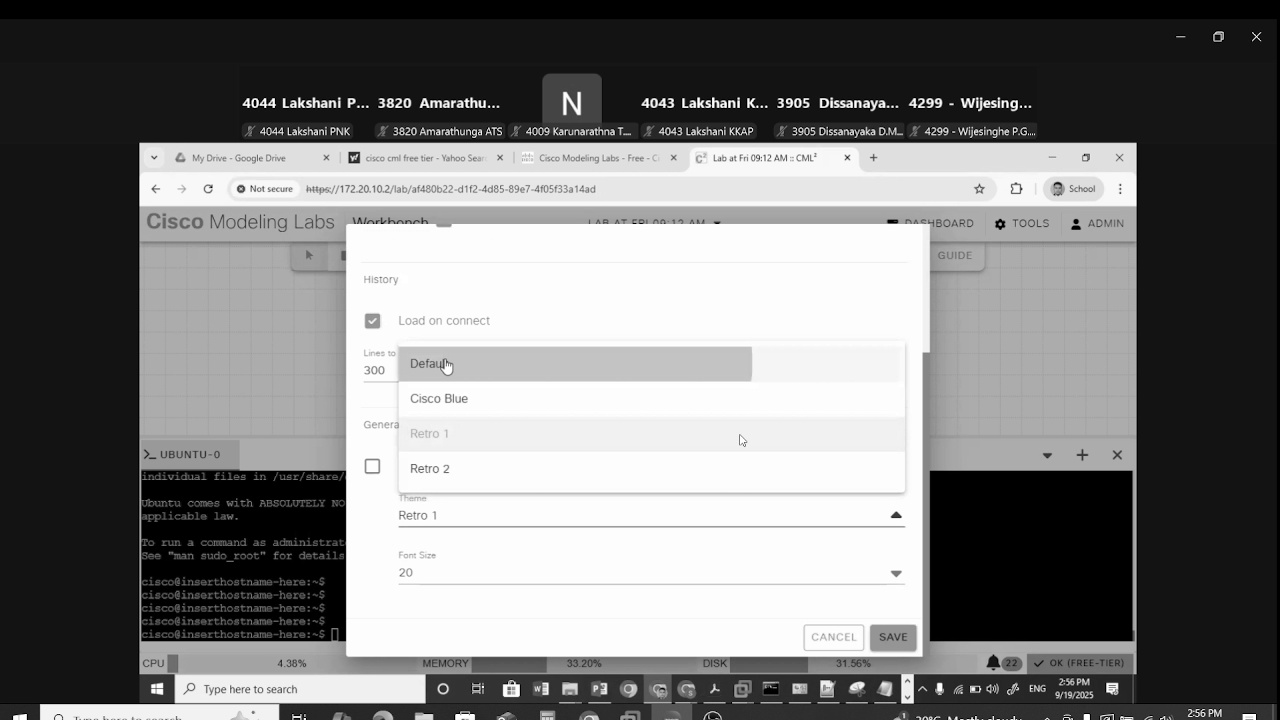 N
4044 Lakshani P... 3820 Amarathu... 4043 Lakshani K... 3905 Dissanaya... 4299 - Wijesing...
4044 Lakshani PNK 3820 Amarathunga ATS 4009 Karunarathna T... 4043 Lakshani KKAP 3905 Dissanayaka D.M... 4299 - Wijesinghe P.G....
My Drive - Google Drive cisco cml free tier - Yahoo Sear Cisco Modeling Labs - Free - Ci Lab at Fri 09:12 AM :: CML²
Not secure https://172.20.10.2/lab/af480b22-d1f2-4d85-89e7-4f05f33a14ad School
Cisco Modeling Labs Workbench LAB AT FRI 09:12 AM DASHBOARD TOOLS ADMIN
GUIDE
History
Load on connect
Lines to
300
Default
Cisco Blue
Genera
Retro 1
Retro 2
Theme
Retro 1
Font Size
20
CANCEL SAVE
UBUNTU-0
individual files in /usr/share/
Ubuntu comes with ABSOLUTELY NO
applicable law.
To run a command as administrat
See "man sudo_root" for details
cisco@inserthostname-here:~$
cisco@inserthostname-here:~$
cisco@inserthostname-here:~$
cisco@inserthostname-here:~$
cisco@inserthostname-here:~$
CPU 4.38% MEMORY 33.20% DISK 31.56% 22 OK (FREE-TIER)
Type here to search ENG 2:56 PM
9/19/2025
Type here to search 2:56 PM